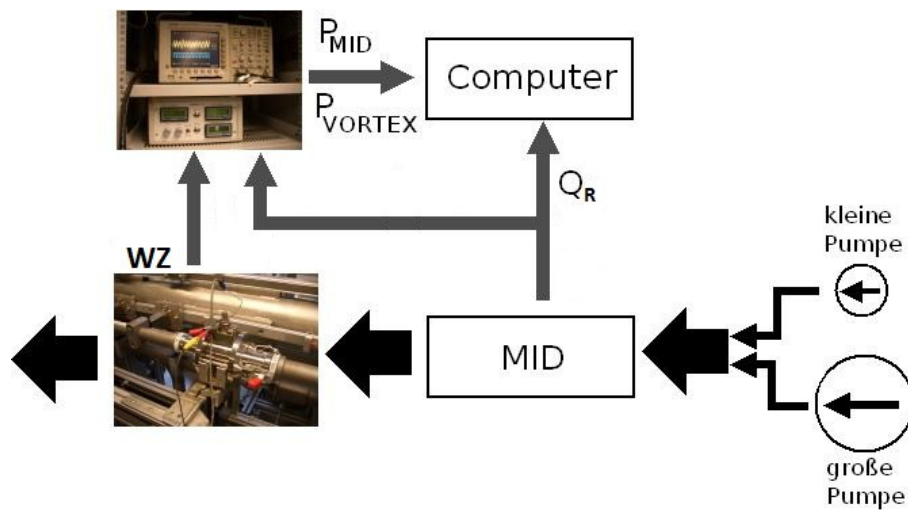 P_MID
P_VORTEX
Computer
Q_R
kleine
Pumpe
WZ
MID
große
Pumpe